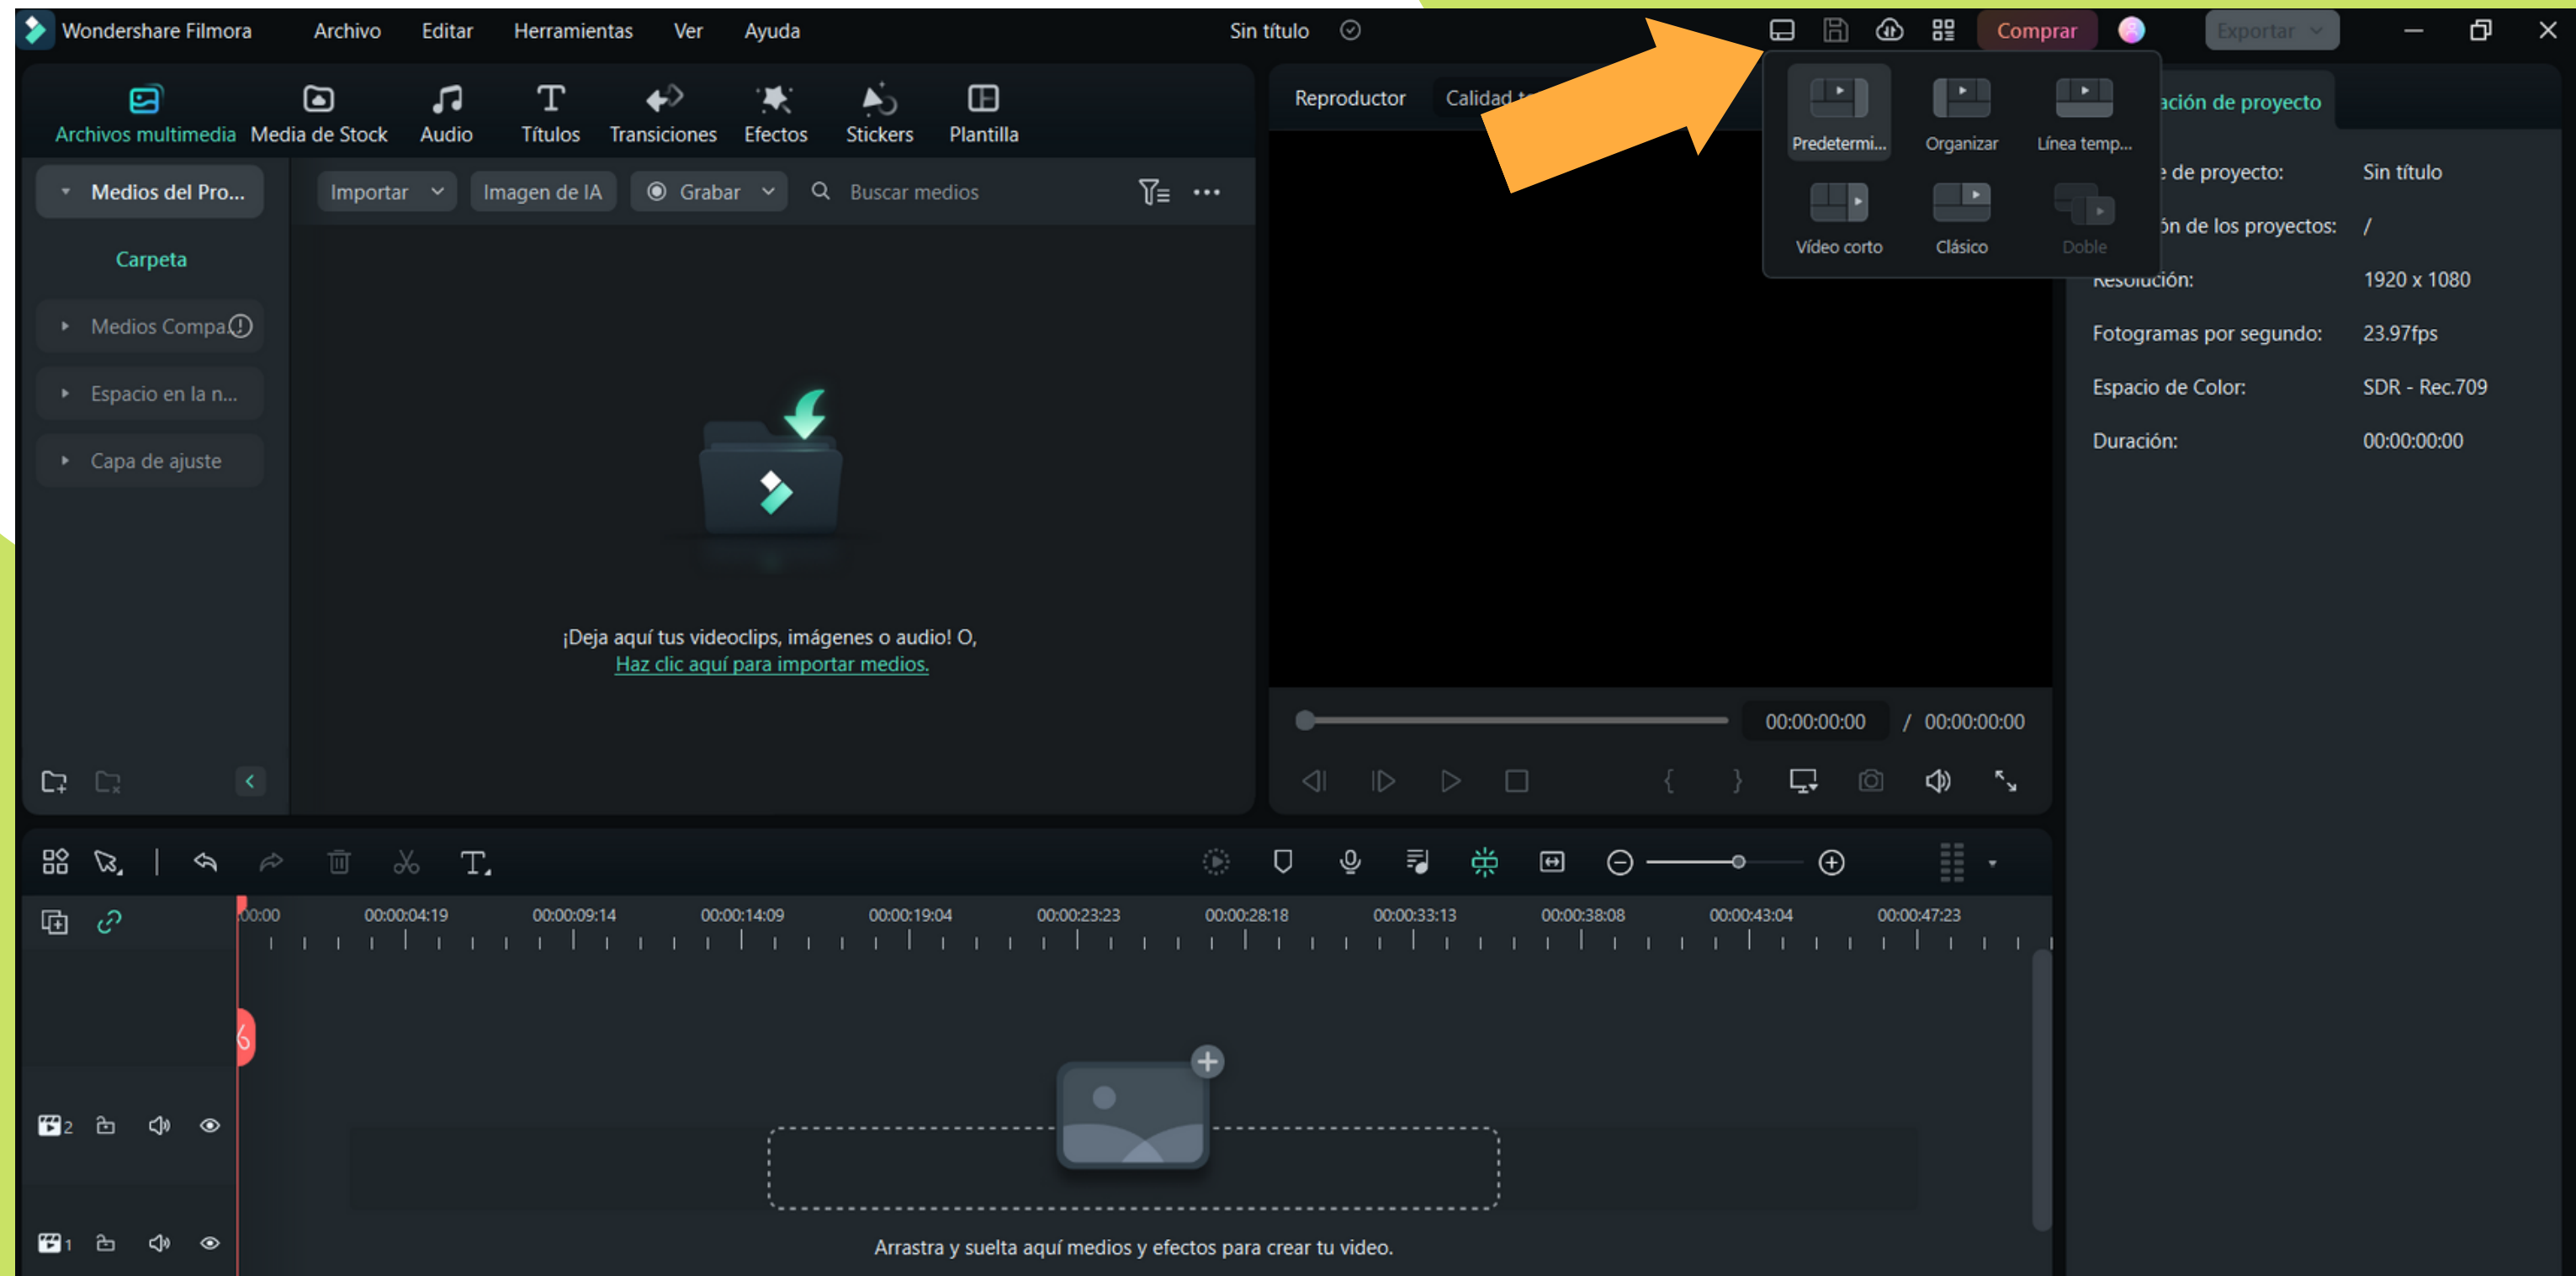 Wondershare Filmora Archivo Editar Herramientas Ver Ayuda Sin título Comprar Exportar
Archivos multimedia Media de Stock Audio Títulos Transiciones Efectos Stickers Plantilla
Reproductor Calidad
ación de proyecto
Predetermi... Organizar Línea temp...
Vídeo corto Clásico Doble
Medios del Pro...
Importar Imagen de IA Grabar Buscar medios
Carpeta
Medios Compa
Espacio en la n...
Capa de ajuste
¡Deja aquí tus videoclips, imágenes o audio! O,
Haz clic aquí para importar medios.
de proyecto: Sin título
ón de los proyectos: /
Resolución: 1920 x 1080
Fotogramas por segundo: 23.97fps
Espacio de Color: SDR - Rec.709
Duración: 00:00:00:00
00:00:00:00 / 00:00:00:00
00:00 00:00:04:19 00:00:09:14 00:00:14:09 00:00:19:04 00:00:23:23 00:00:28:18 00:00:33:13 00:00:38:08 00:00:43:04 00:00:47:23
2
1
Arrastra y suelta aquí medios y efectos para crear tu video.